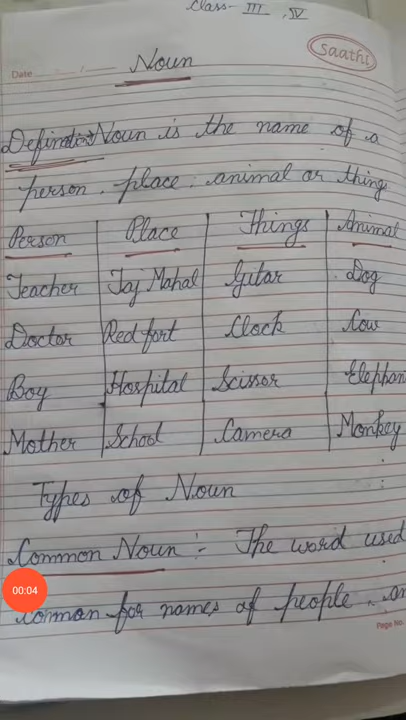 Class- III , IV
Saathi
Date
Noun
Definition Noun is the name of a
person . place . animal or thing
Person Place Things Animal
Teacher Taj Mahal Gitar Dog
Doctor Red fort Clock Cow
Boy Hospital Scissor Elephan
Mother School Camera Monkey
Types of Noun
Common Noun :- The word used
00:04
common for names of people . an
Page No.